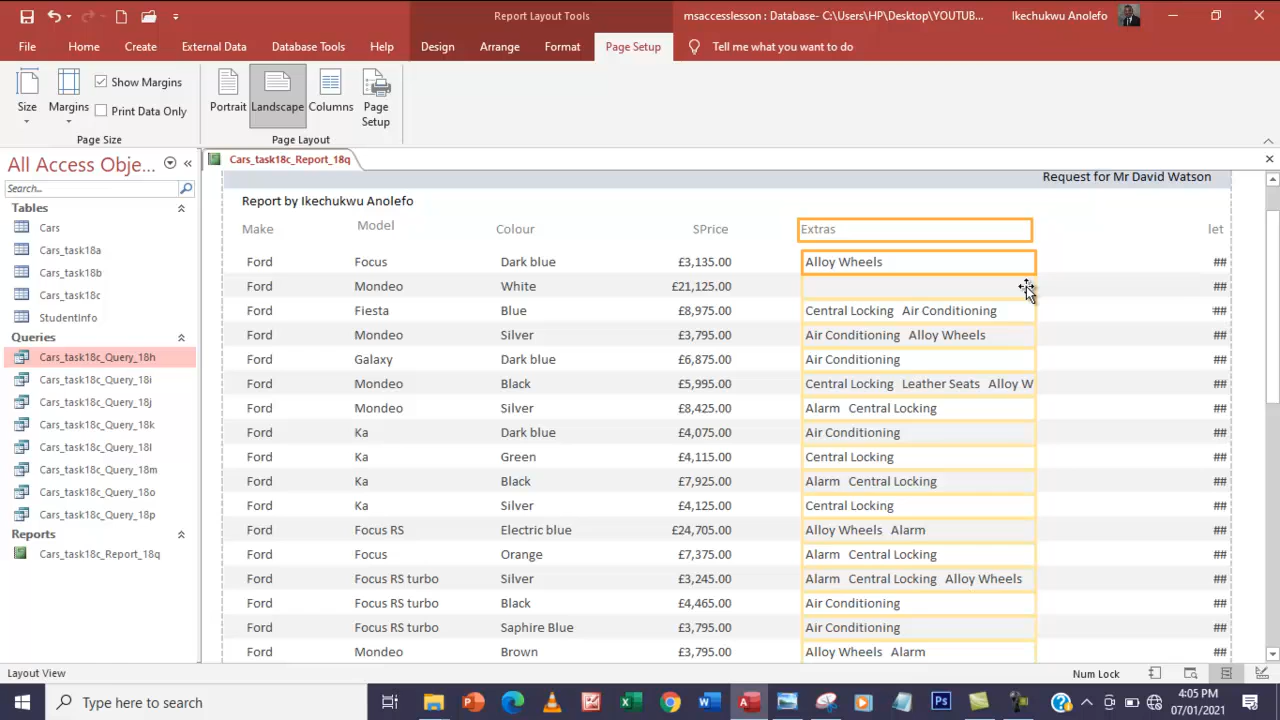 Report Layout Tools
msaccesslesson : Database- C:\Users\HP\Desktop\YOUTUB...
Ikechukwu Anolefo
File Home Create External Data Database Tools Help Design Arrange Format Page Setup Tell me what you want to do
Size
Margins
Show Margins
Print Data Only
Page Size
Portrait
Landscape
Columns
Page Setup
Page Layout
All Access Obje...
Search...
Tables
Cars
Cars_task18a
Cars_task18b
Cars_task18c
StudentInfo
Queries
Cars_task18c_Query_18h
Cars_task18c_Query_18i
Cars_task18c_Query_18j
Cars_task18c_Query_18k
Cars_task18c_Query_18l
Cars_task18c_Query_18m
Cars_task18c_Query_18o
Cars_task18c_Query_18p
Reports
Cars_task18c_Report_18q
Cars_task18c_Report_18q
Request for Mr David Watson
Report by Ikechukwu Anolefo
Make Model Colour SPrice Extras let
Ford Focus Dark blue £3,135.00 Alloy Wheels ##
Ford Mondeo White £21,125.00 ##
Ford Fiesta Blue £8,975.00 Central Locking Air Conditioning ##
Ford Mondeo Silver £3,795.00 Air Conditioning Alloy Wheels ##
Ford Galaxy Dark blue £6,875.00 Air Conditioning ##
Ford Mondeo Black £5,995.00 Central Locking Leather Seats Alloy W ##
Ford Mondeo Silver £8,425.00 Alarm Central Locking ##
Ford Ka Dark blue £4,075.00 Air Conditioning ##
Ford Ka Green £4,115.00 Central Locking ##
Ford Ka Black £7,925.00 Alarm Central Locking ##
Ford Ka Silver £4,125.00 Central Locking ##
Ford Focus RS Electric blue £24,705.00 Alloy Wheels Alarm ##
Ford Focus Orange £7,375.00 Alarm Central Locking ##
Ford Focus RS turbo Silver £3,245.00 Alarm Central Locking Alloy Wheels ##
Ford Focus RS turbo Black £4,465.00 Air Conditioning ##
Ford Focus RS turbo Saphire Blue £3,795.00 Air Conditioning ##
Ford Mondeo Brown £3,795.00 Alloy Wheels Alarm ##
Layout View
Num Lock
Type here to search
4:05 PM
07/01/2021